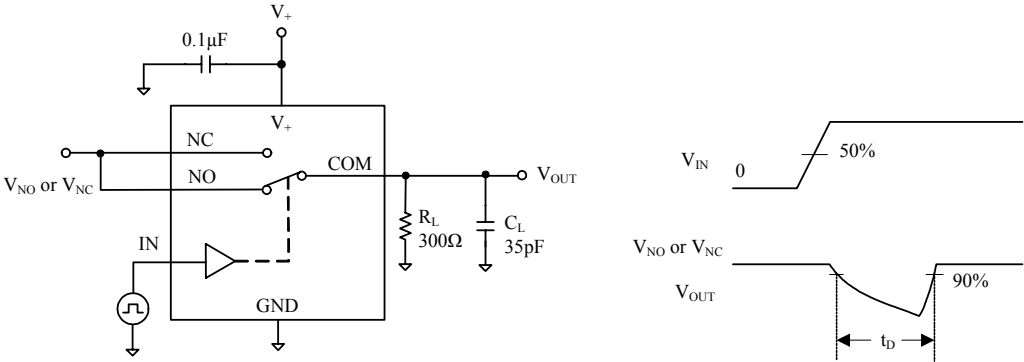 V+
0.1μF
V+
NC
COM
NO
VNO or VNC
VOUT
RL
300Ω
CL
35pF
IN
GND
VIN
0
50%
VNO or VNC
VOUT
90%
tD